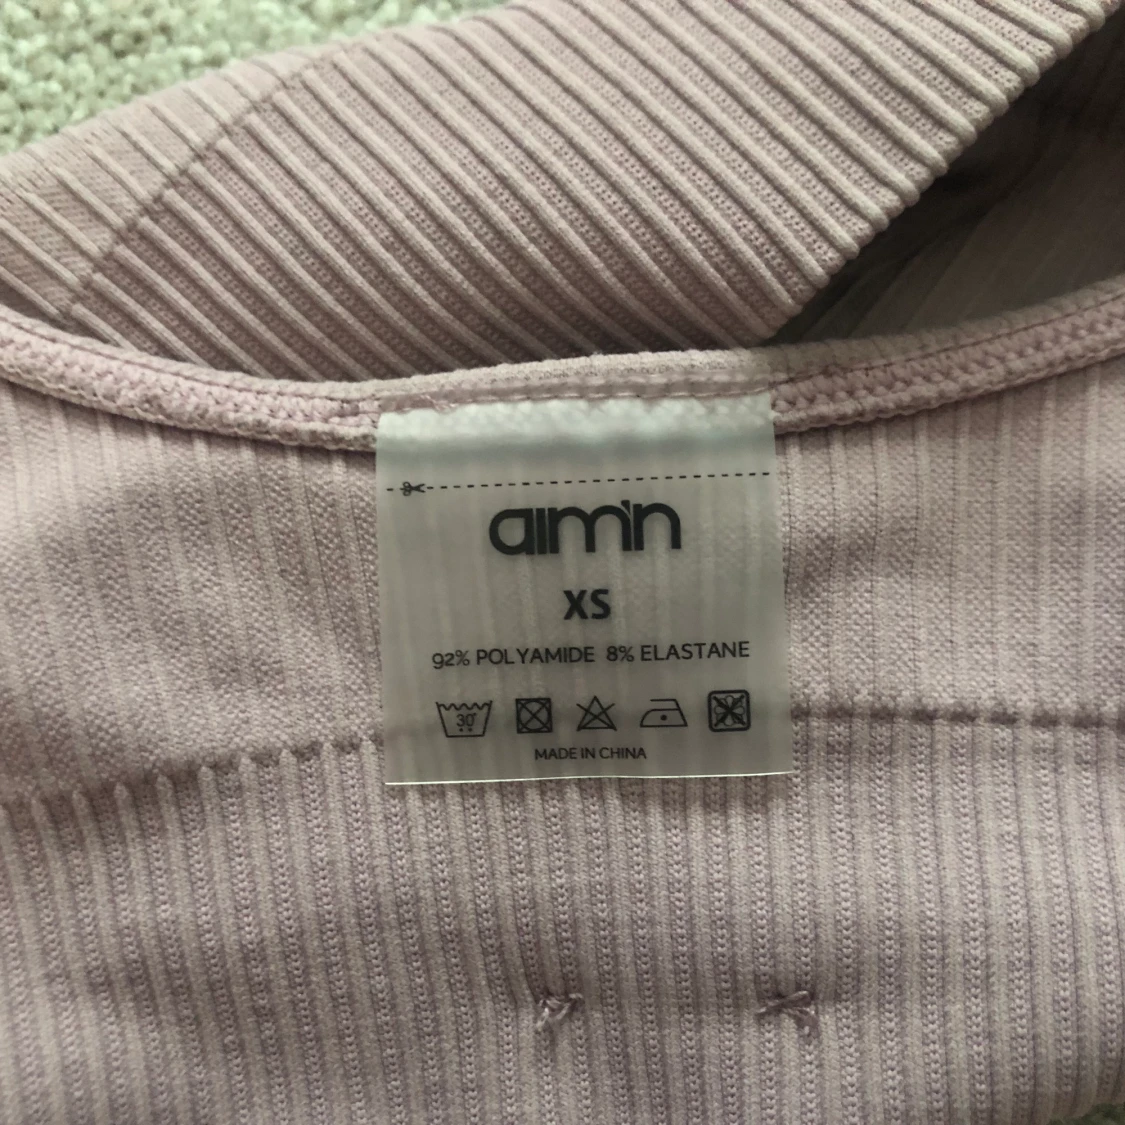 aim'n
XS
92% POLYAMIDE 8% ELASTANE
30°
MADE IN CHINA